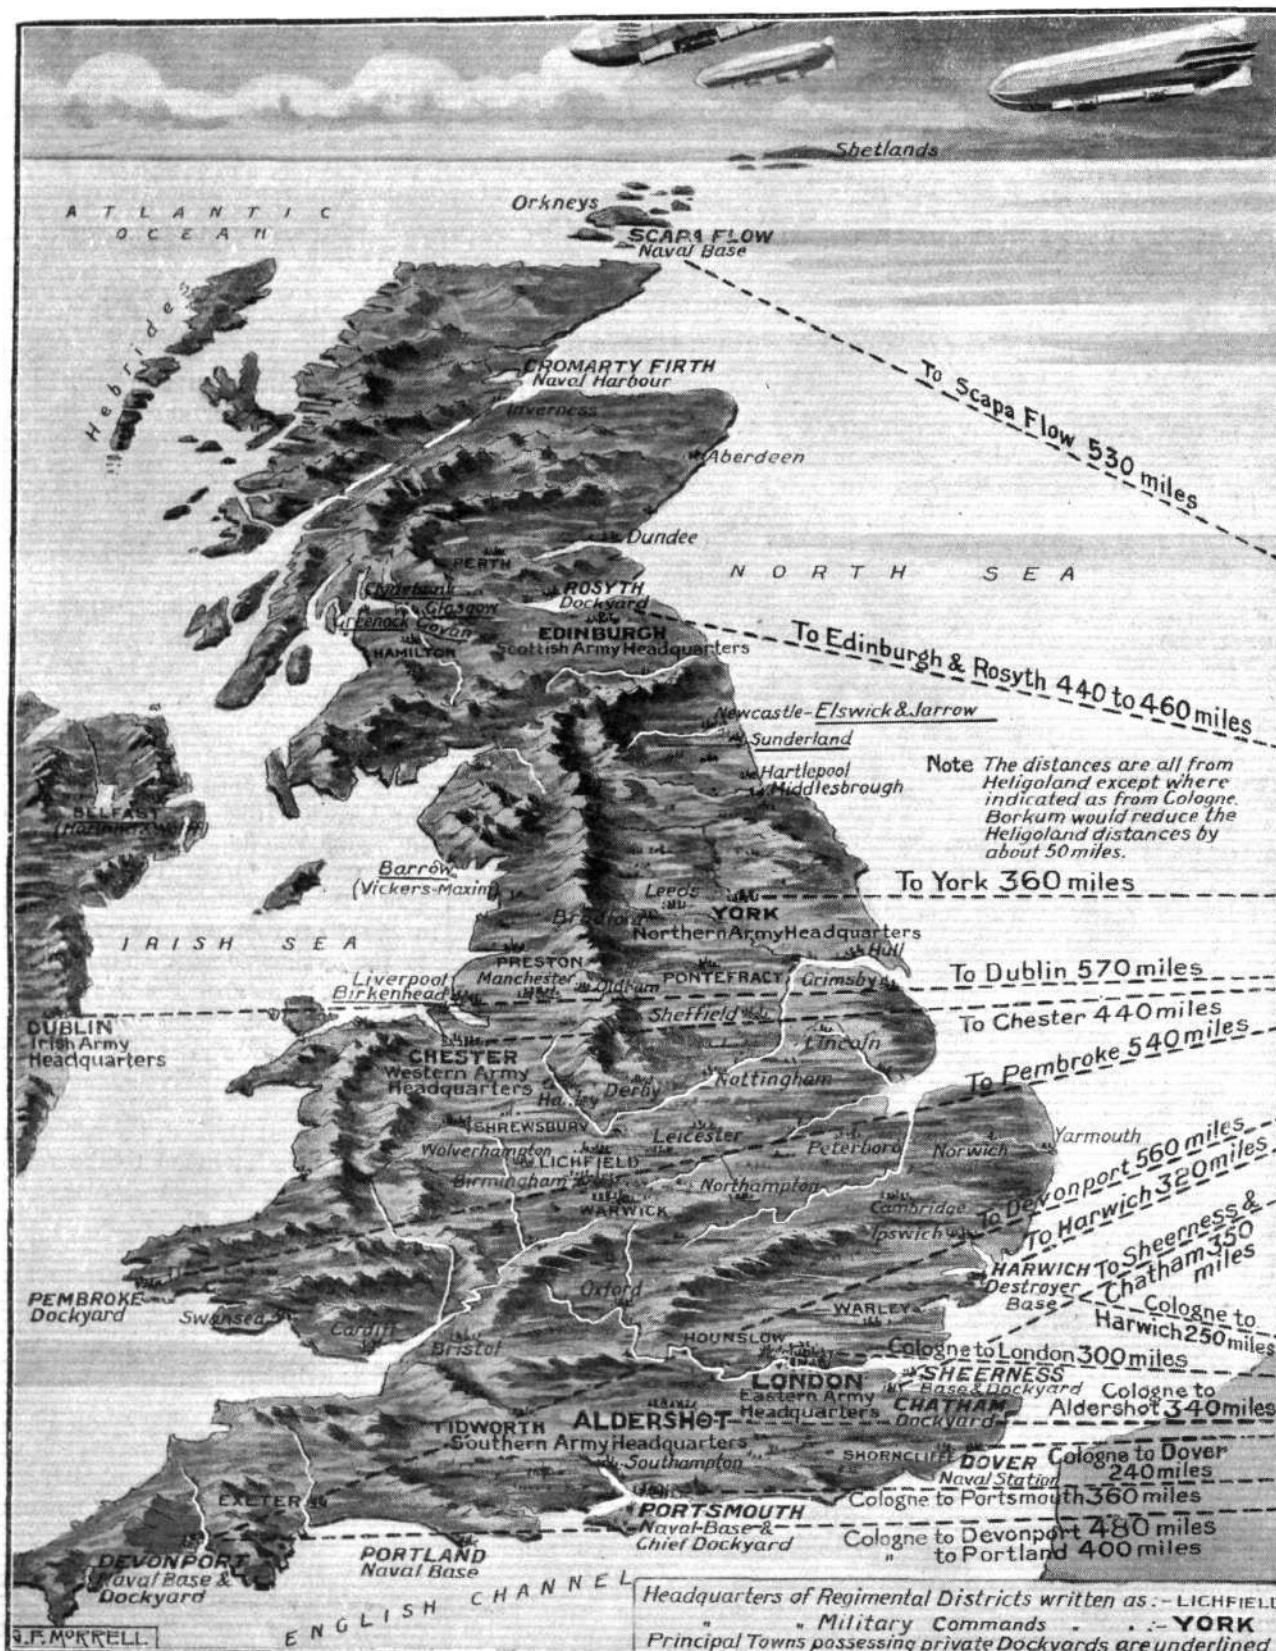 Shetlands
Orkneys
ATLANTIC
OCEAN
SCAPA FLOW
Naval Base
Hebrides
CROMARTY FIRTH
Naval Harbour
Inverness
To Scapa Flow 530 miles
Aberdeen
Dundee
PERTH
NORTH SEA
Clydebank
ROSYTH
Dockyard
Glasgow
Greenock Govan
EDINBURGH
Scottish Army Headquarters
HAMILTON
To Edinburgh & Rosyth 440 to 460 miles
Newcastle-Elswick & Jarrow
Sunderland
Hartlepool
Middlesbrough
Note The distances are all from
Heligoland except where
indicated as from Cologne.
Borkum would reduce the
Heligoland distances by
about 50 miles.
BELFAST
Barrow
(Vickers-Maxim)
To York 360 miles
Leeds
Bradford
YORK
Northern Army Headquarters
IRISH SEA
Hull
PRESTON
Liverpool
Manchester
PONTEFRACT
Grimsby
To Dublin 570 miles
Birkenhead
Oldham
To Chester 440 miles
Sheffield
DUBLIN
Irish Army
Headquarters
CHESTER
Western Army
Headquarters
Lincoln
To Pembroke 540 miles
Derby
Nottingham
Hanley
SHREWSBURY
Leicester
Peterboro
Norwich
Yarmouth
Wolverhampton
LICHFIELD
Birmingham
Northampton
WARWICK
Cambridge
Ipswich
To Devonport 560 miles
To Harwich 320 miles
To Sheerness &
Chatham 350
miles
HARWICH
Destroyer
Base
PEMBROKE
Dockyard
Swansea
Cardiff
Oxford
WARLEY
Cologne to
Harwich 250 miles
Bristol
HOUNSLOW
Cologne to London 300 miles
LONDON
Eastern Army
Headquarters
SHEERNESS
Base & Dockyard
CHATHAM
Dockyard
Cologne to
Aldershot 340 miles
TIDWORTH
ALDERSHOT
Southern Army Headquarters
Southampton
SHORNCLIFFE
DOVER
Naval Station
Cologne to Dover
240 miles
EXETER
PORTSMOUTH
Naval Base &
Chief Dockyard
Cologne to Portsmouth 360 miles
Cologne to Devonport 480 miles
" to Portland 400 miles
DEVONPORT
Naval Base &
Dockyard
PORTLAND
Naval Base
ENGLISH CHANNEL
G.F. MORRELL
Headquarters of Regimental Districts written as :- LICHFIELD
" " Military Commands . . :- YORK
Principal Towns possessing private Dockyards are underlined